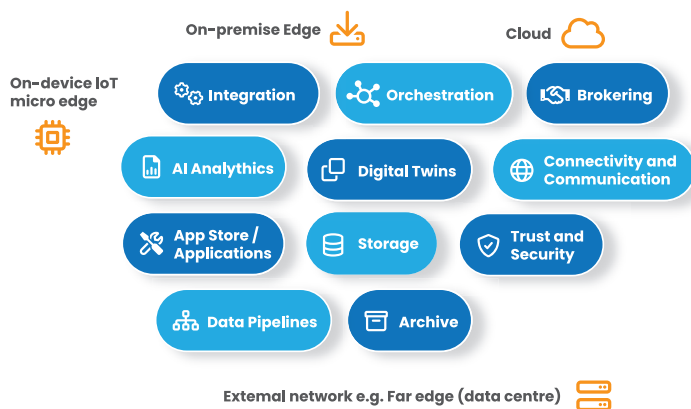 On-premise Edge
Cloud
On-device IoT
micro edge
Integration
Orchestration
Brokering
AI Analythics
Digital Twins
Connectivity and
Communication
App Store /
Applications
Storage
Trust and
Security
Data Pipelines
Archive
Extemal network e.g. Far edge (data centre)